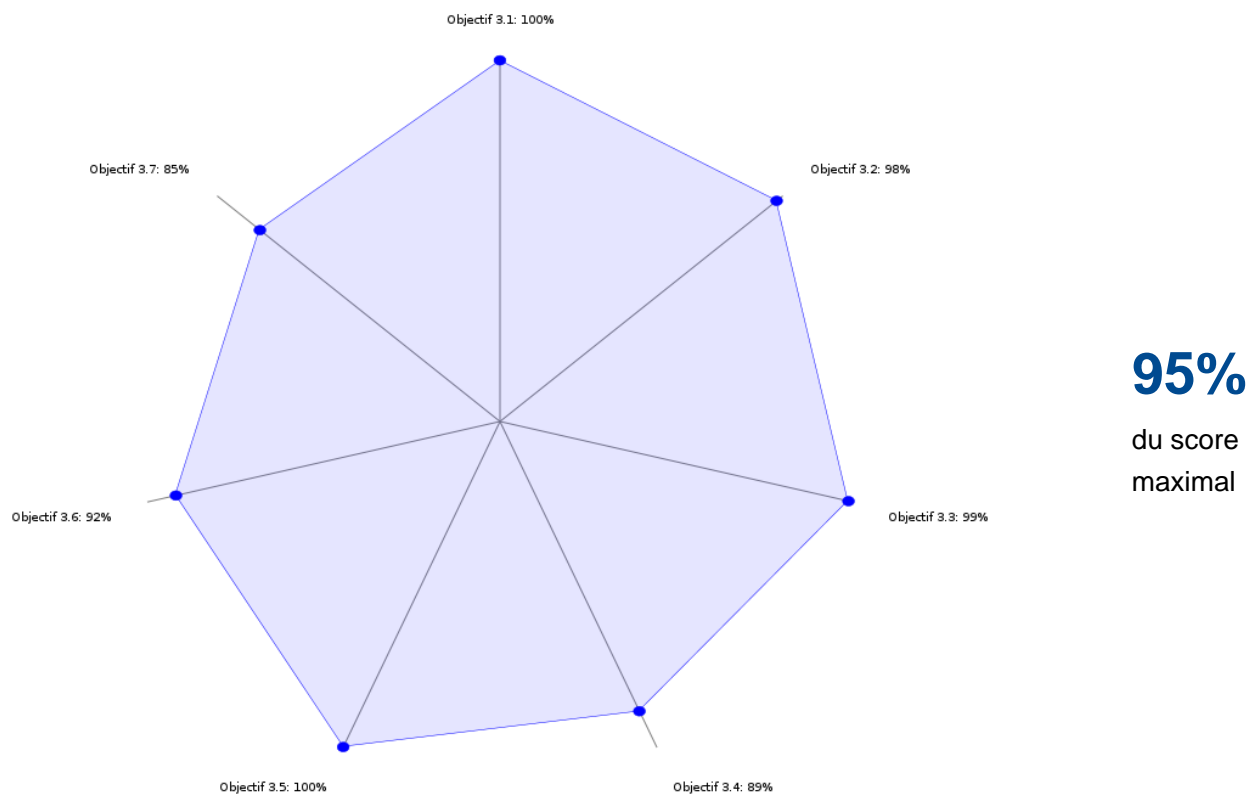 Objectif 3.1: 100%
Objectif 3.7: 85%
Objectif 3.2: 98%
95%
du score
maximal
Objectif 3.6: 92%
Objectif 3.3: 99%
Objectif 3.5: 100%
Objectif 3.4: 89%